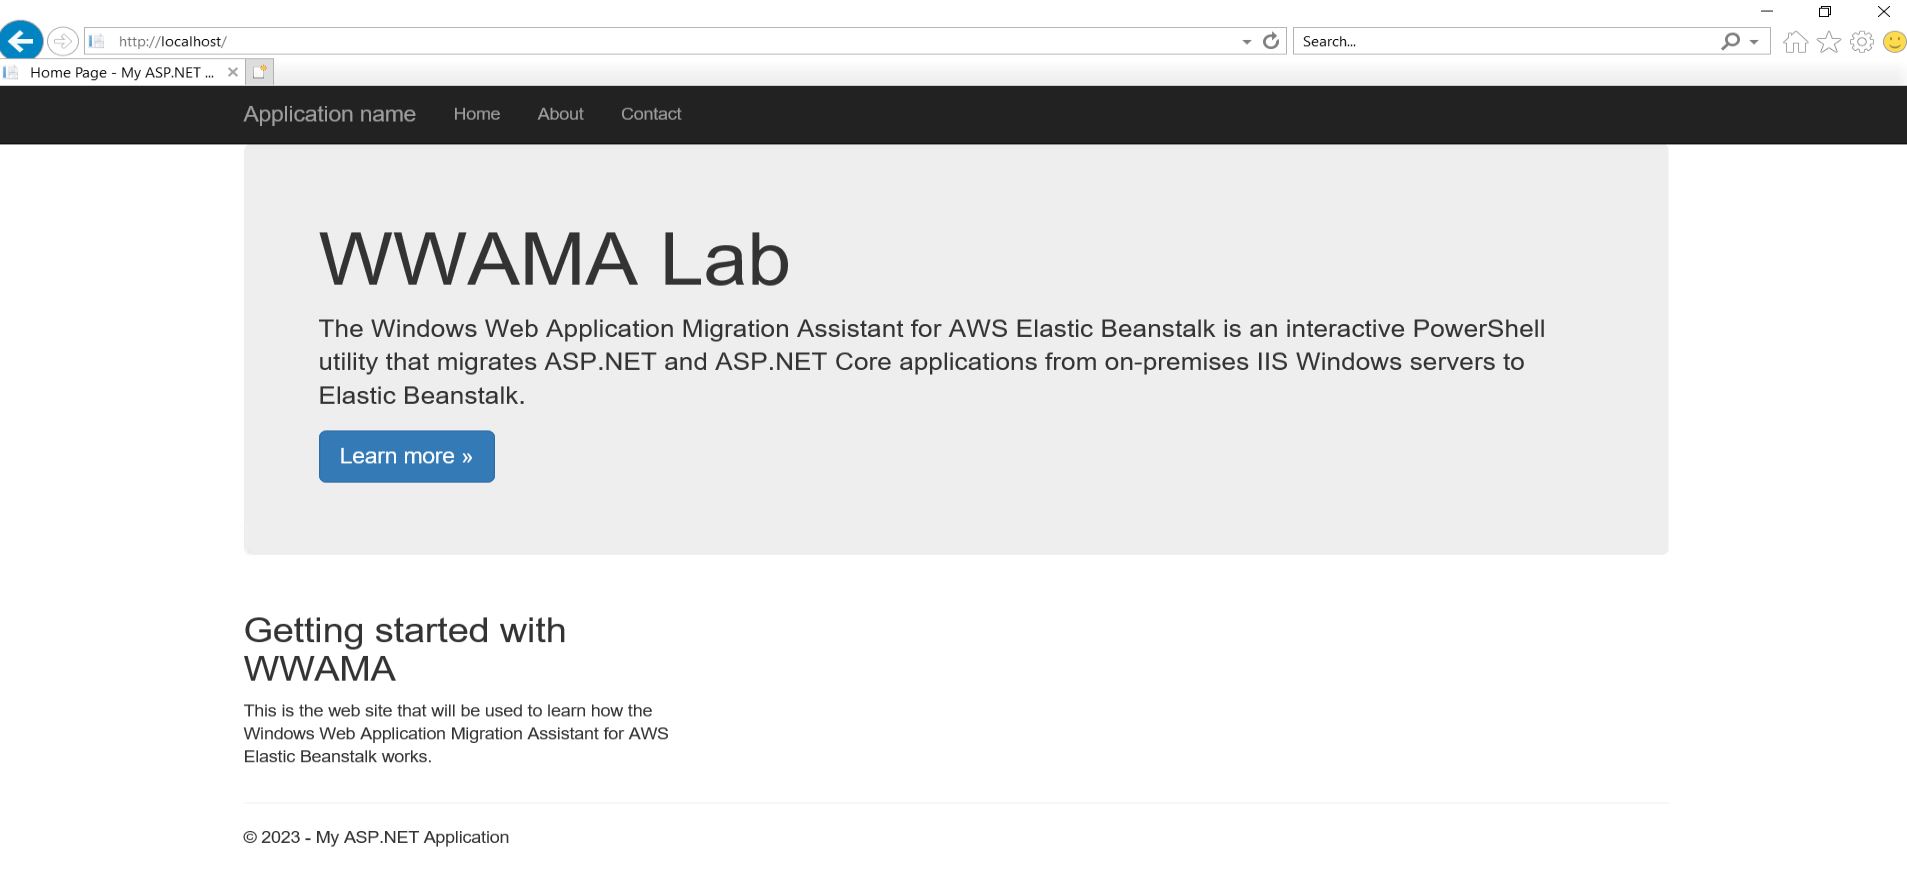 http://localhost/
Search...
Home Page - My ASP.NET ...
Application name Home About Contact
WWAMA Lab
The Windows Web Application Migration Assistant for AWS Elastic Beanstalk is an interactive PowerShell
utility that migrates ASP.NET and ASP.NET Core applications from on-premises IIS Windows servers to
Elastic Beanstalk.
Learn more »
Getting started with
WWAMA
This is the web site that will be used to learn how the
Windows Web Application Migration Assistant for AWS
Elastic Beanstalk works.
© 2023 - My ASP.NET Application